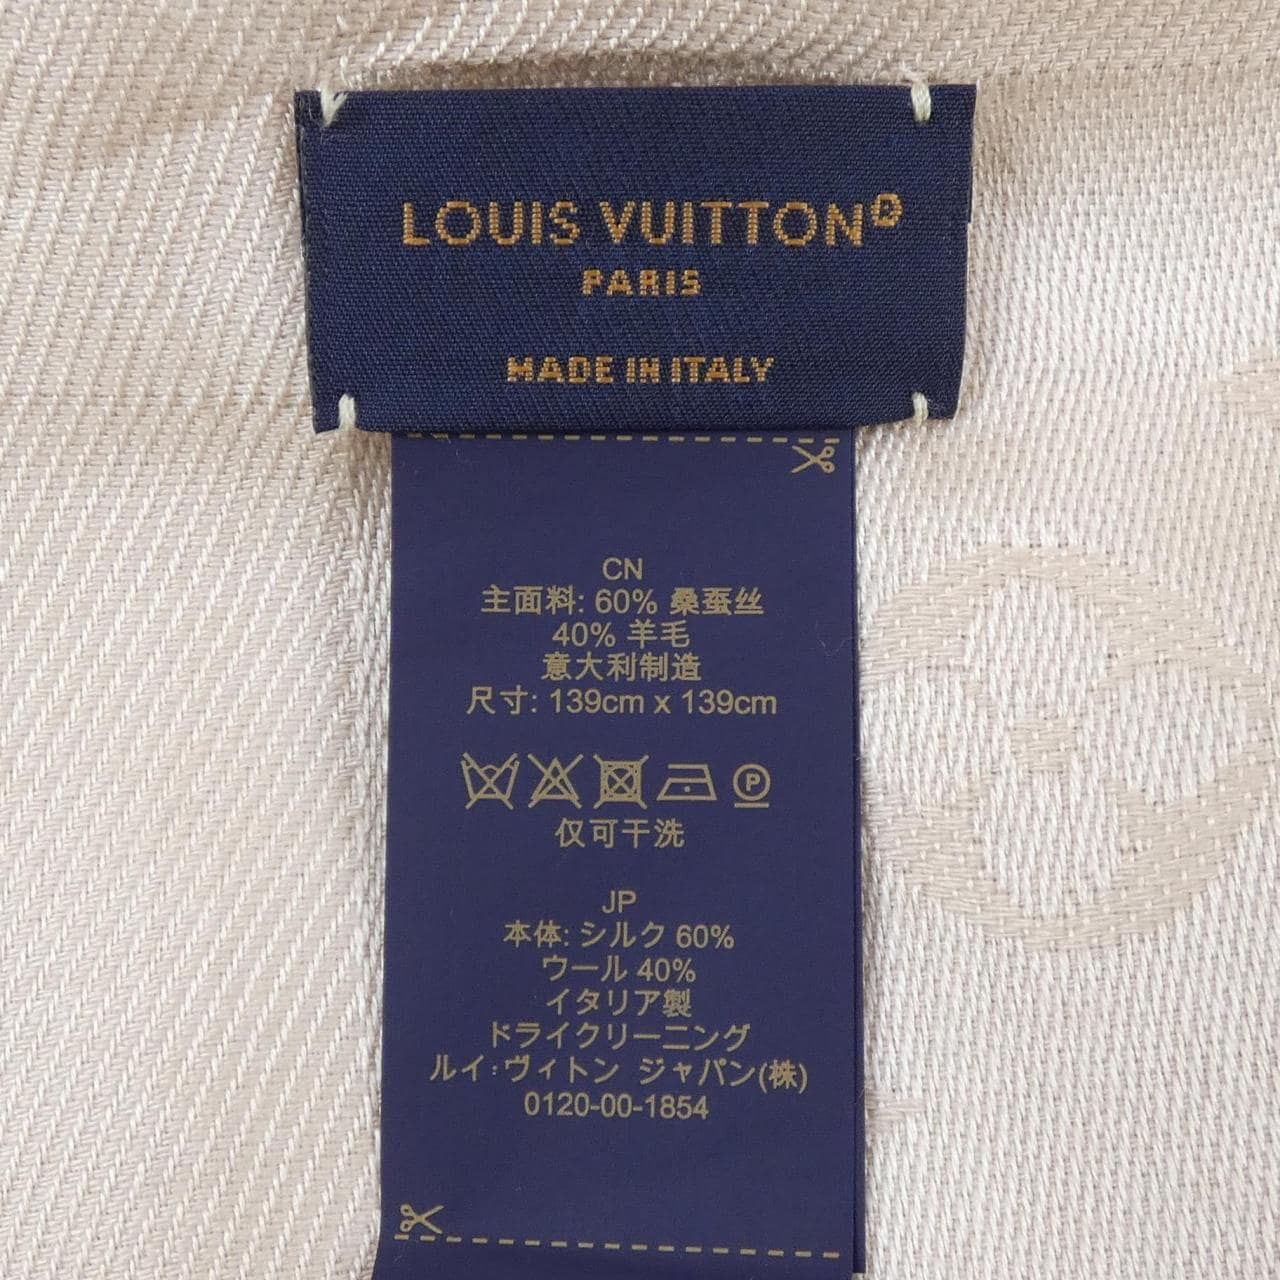 LOUIS VUITTON®
PARIS
MADE IN ITALY
CN
主面料: 60% 桑蚕丝
40% 羊毛
意大利制造
尺寸: 139cm x 139cm
P
仅可干洗
JP
本体: シルク 60%
ウール 40%
イタリア製
ドライクリーニング
ルイ・ヴィトン ジャパン(株)
0120-00-1854